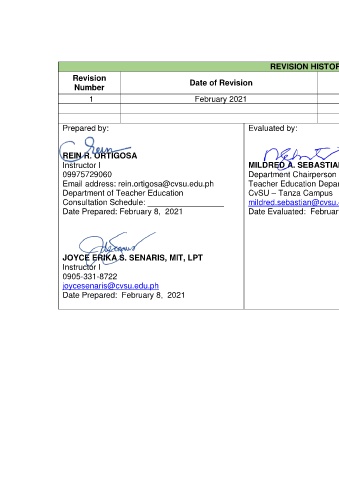 REVISION HISTOR
Revision Number
Date of Revision
1
February 2021
Prepared by:
REIN R. ORTIGOSA
Instructor I
09975729060
Email address: rein.ortigosa@cvsu.edu.ph
Department of Teacher Education
Consultation Schedule: __________________
Date Prepared: February 8, 2021
JOYCE ERIKA S. SENARIS, MIT, LPT
Instructor I
0905-331-8722
joycesenaris@cvsu.edu.ph
Date Prepared: February 8, 2021
Evaluated by:
MILDRED A. SEBASTIAN
Department Chairperson
Teacher Education Depar
CvSU – Tanza Campus
mildred.sebastian@cvsu.
Date Evaluated: Februar